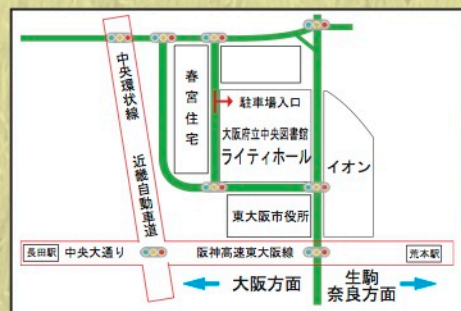 中央環状線
近畿自動車道
春宮住宅
駐車場入口
大阪府立中央図書館
ライティホール
イオン
東大阪市役所
長田駅
中央大通り
阪神高速東大阪線
荒本駅
大阪方面
生駒
奈良方面